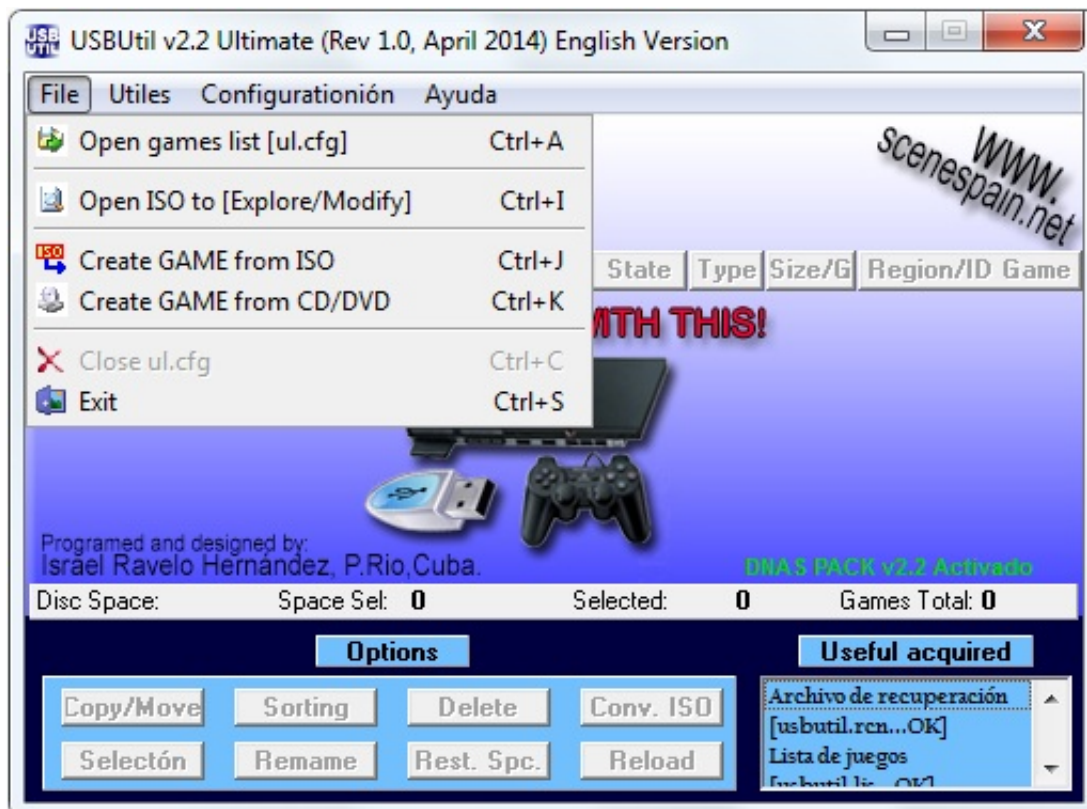 USB
UTIL
USBUtil v2.2 Ultimate (Rev 1.0, April 2014) English Version
File Utiles Configurationión Ayuda
Open games list [ul.cfg] Ctrl+A
Open ISO to [Explore/Modify] Ctrl+I
ISO Create GAME from ISO Ctrl+J
Create GAME from CD/DVD Ctrl+K
Close ul.cfg Ctrl+C
Exit Ctrl+S
WWW.
scenespain.net
State Type Size/G Region/ID Game
WITH THIS!
Programed and designed by:
Israel Ravelo Hernández, P.Rio,Cuba.
DNAS PACK v2.2 Activado
Disc Space: Space Sel: 0 Selected: 0 Games Total: 0
Options
Useful acquired
Copy/Move Sorting Delete Conv. ISO
Selectón Remame Rest. Spc. Reload
Archivo de recuperación
[usbutil.rcn...OK]
Lista de juegos